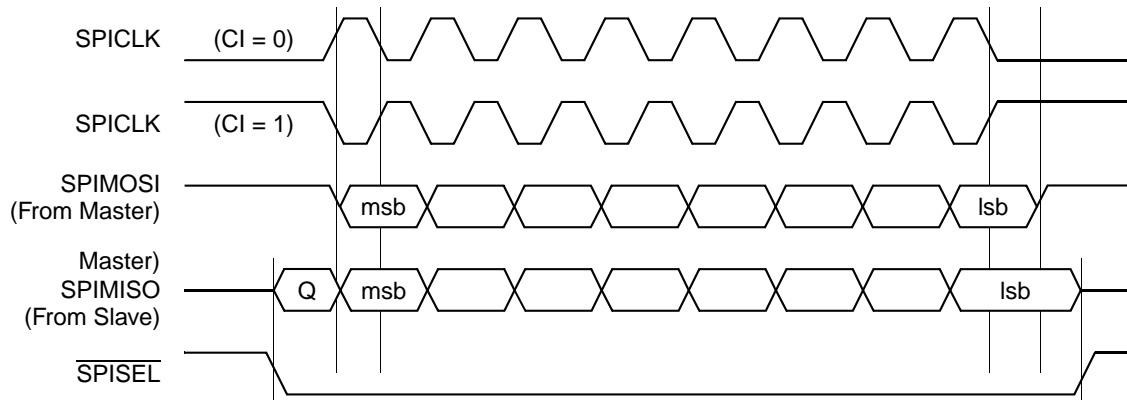 SPICLK (CI = 0)
SPICLK (CI = 1)
SPIMOSI
(From Master)
msb lsb
Master)
SPIMISO
(From Slave)
Q msb lsb
SPISEL